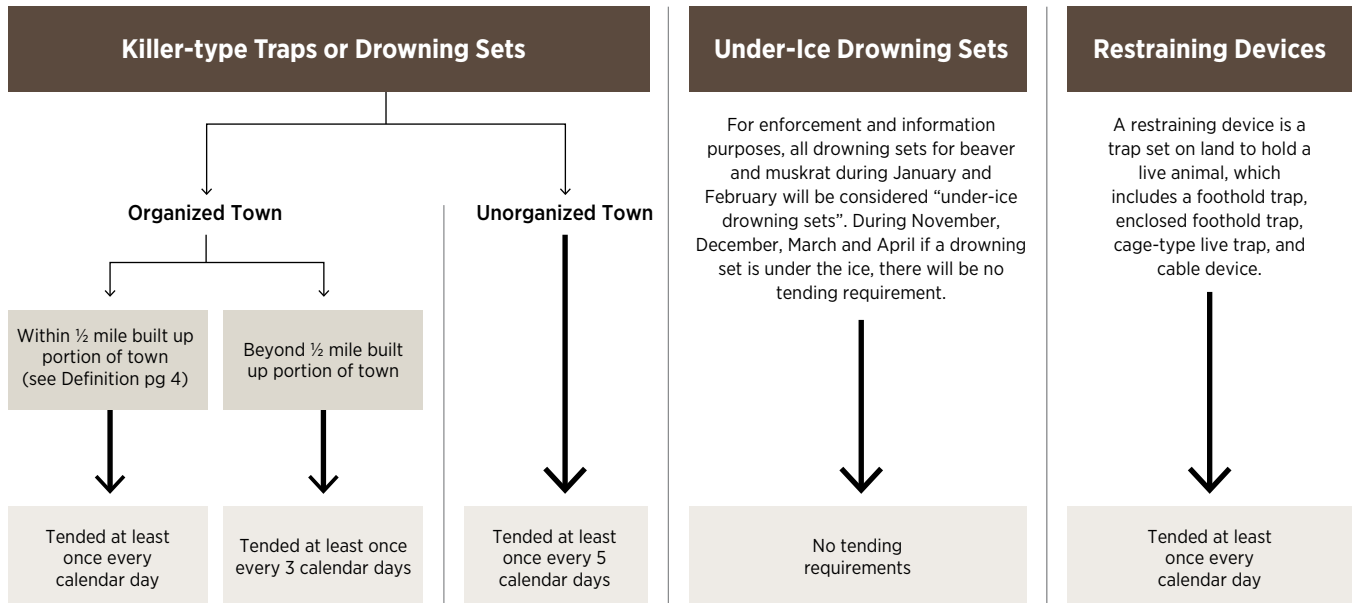 Killer-type Traps or Drowning Sets
Organized Town
Unorganized Town
Within ½ mile built up
portion of town
(see Definition pg 4)
Beyond ½ mile built
up portion of town
Tended at least
once every
calendar day
Tended at least once
every 3 calendar days
Tended at least
once every 5
calendar days
Under-Ice Drowning Sets
For enforcement and information
purposes, all drowning sets for beaver
and muskrat during January and
February will be considered “under-ice
drowning sets”. During November,
December, March and April if a drowning
set is under the ice, there will be no
tending requirement.
No tending
requirements
Restraining Devices
A restraining device is a
trap set on land to hold a
live animal, which
includes a foothold trap,
enclosed foothold trap,
cage-type live trap, and
cable device.
Tended at least
once every
calendar day